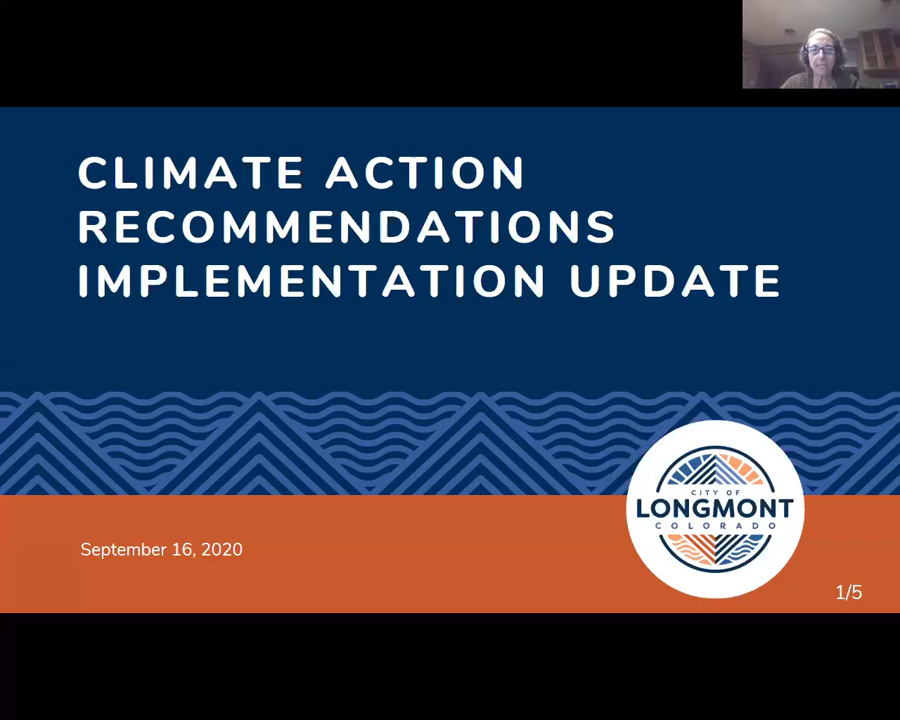 CLIMATE ACTION
RECOMMENDATIONS
IMPLEMENTATION UPDATE
CITY OF
LONGMONT
COLORADO
September 16, 2020
1/5